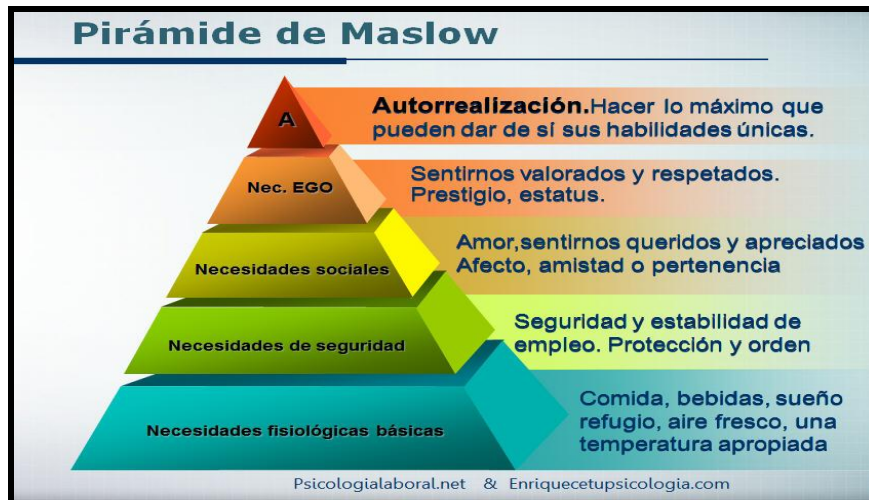 Pirámide de Maslow
A
Autorrealización.Hacer lo máximo que
pueden dar de sí sus habilidades únicas.
Nec. EGO
Sentirnos valorados y respetados.
Prestigio, estatus.
Necesidades sociales
Amor,sentirnos queridos y apreciados
Afecto, amistad o pertenencia
Necesidades de seguridad
Seguridad y estabilidad de
empleo. Protección y orden
Necesidades fisiológicas básicas
Comida, bebidas, sueño
refugio, aire fresco, una
temperatura apropiada
Psicologialaboral.net & Enriquecetupsicologia.com